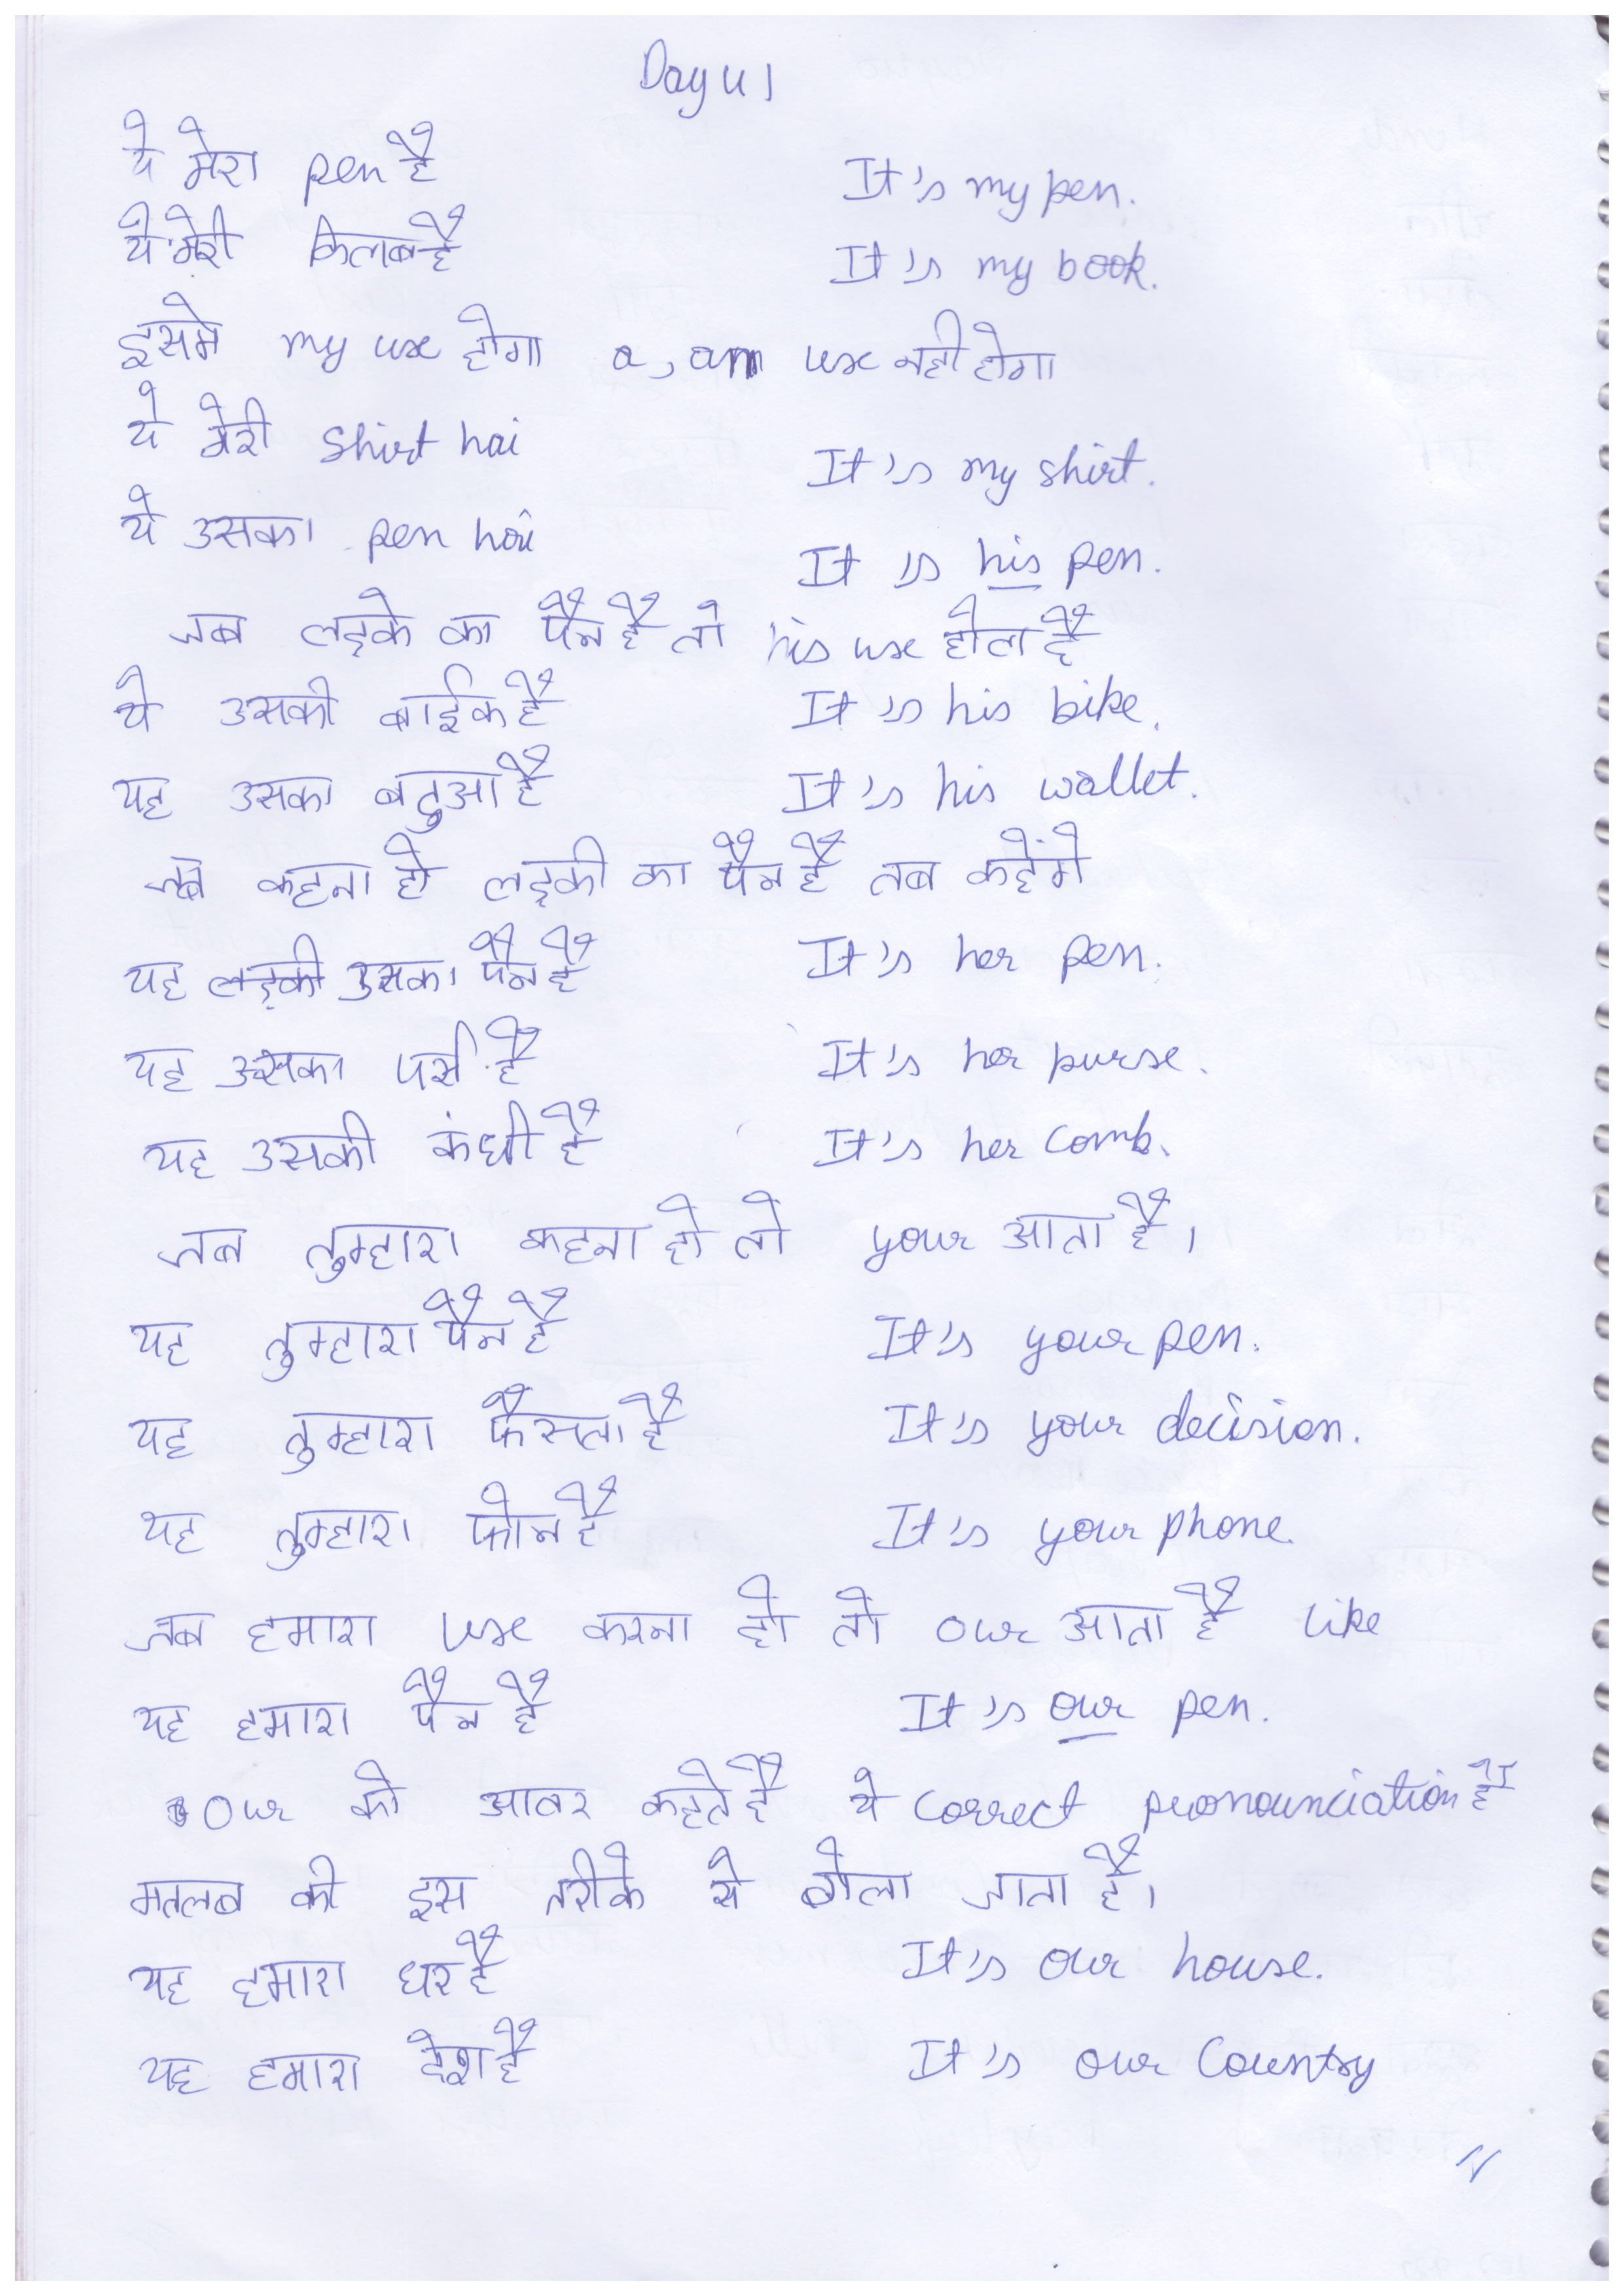 Day 41
ये मेरा pen है It's my pen.
ये मेरी किताब है It's my book.
इसमे my use होगा a, an use नही होगा
ये मेरी shirt hai It's my shirt.
ये उसका pen hai It is his pen.
जब लड़के का पैन है तो his use होता है
ये उसकी बाईक है It's his bike.
यह उसका बटुआ है It's his wallet.
जब कहना हो लड़की का पैन है तब कहेंगे
यह लड़की उसका पैन है It's her pen.
यह उसका पर्स है It's her purse.
यह उसकी कंघी है It's her comb.
जब तुम्हारा कहना हो तो your आता है।
यह तुम्हारा पैन है It's your pen.
यह तुम्हारा फैसला है It's your decision.
यह तुम्हारा फोन है It's your phone.
जब हमारा use करना हो तो our आता है like
यह हमारा पैन है It's our pen.
our को आवर कहते है ये correct pronounciation है
मतलब की इस तरीके से बोला जाता है।
यह हमारा घर है It's our house.
यह हमारा देश है It's our country